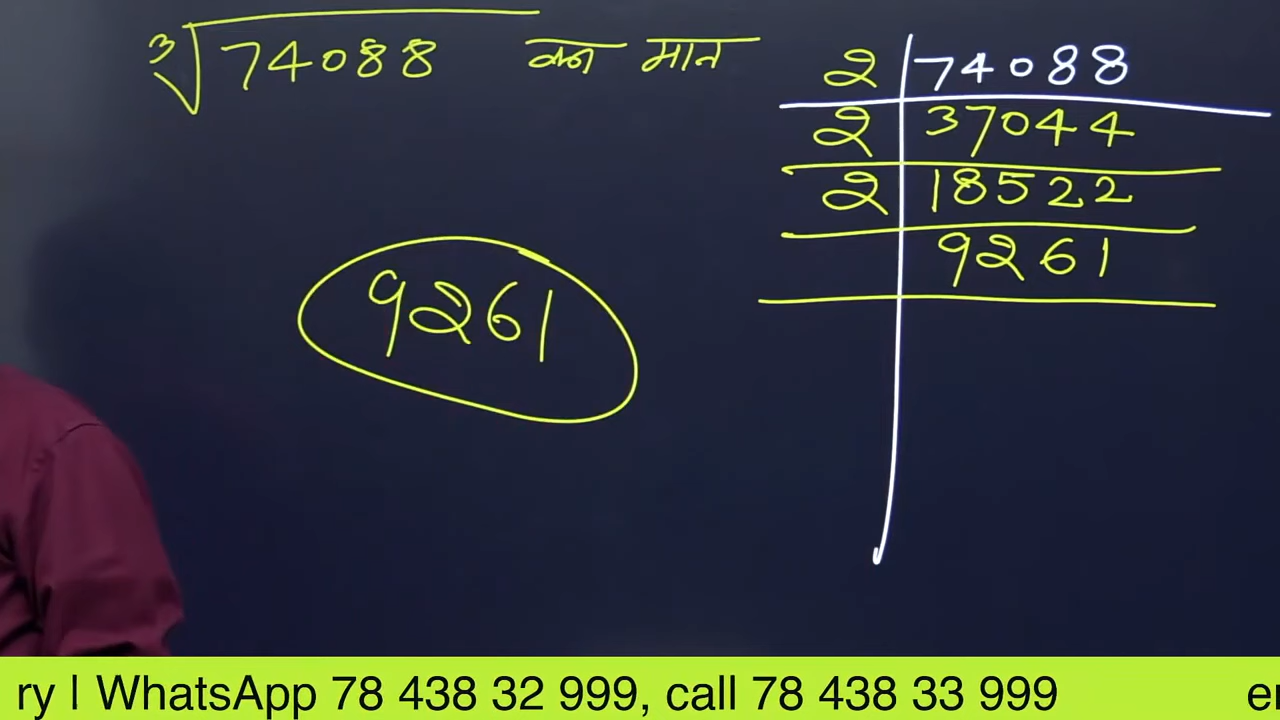 ∛74088 का मान
2 | 74088
2 | 37044
2 | 18522
9261
9261
ry | WhatsApp 78 438 32 999, call 78 438 33 999